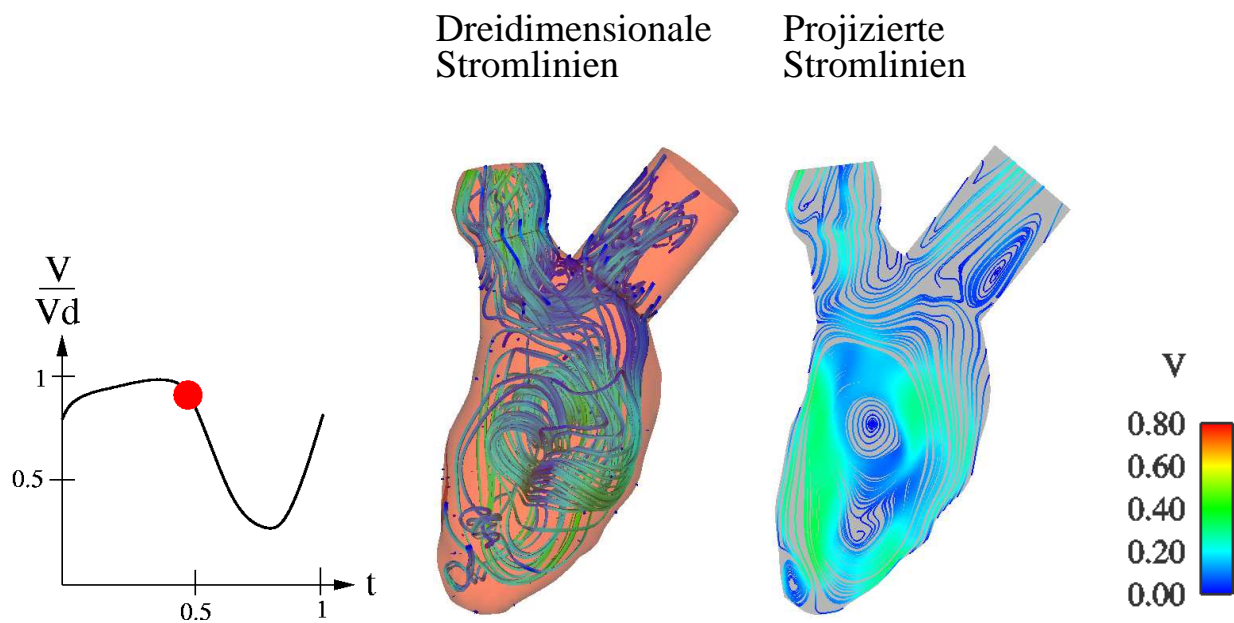 Dreidimensionale
Stromlinien
Projizierte
Stromlinien
V
Vd
1
0.5
0.5
1
t
V
0.80
0.60
0.40
0.20
0.00